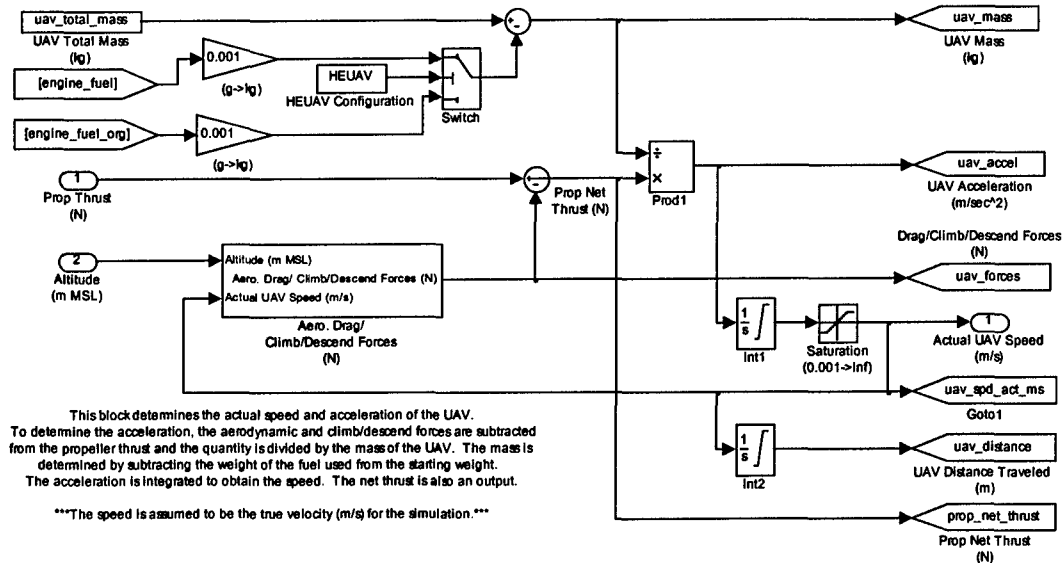 uav_total_mass
UAV Total Mass
(kg)
[engine_fuel]
0.001
(g->kg)
HEUAV
HEUAV Configuration
Switch
[engine_fuel_org]
0.001
(g->kg)
+
-
uav_mass
UAV Mass
(kg)
÷
×
Prod1
uav_accel
UAV Acceleration
(m/sec^2)
1
Prop Thrust
(N)
+
-
Prop Net
Thrust (N)
2
Altitude
(m MSL)
Altitude (m MSL)
Aero. Drag/ Climb/Descend Forces (N)
Actual UAV Speed (m/s)
Aero. Drag/
Climb/Descend Forces
(N)
Drag/Climb/Descend Forces
(N)
uav_forces
1
s
Int1
Saturation
(0.001->Inf)
1
Actual UAV Speed
(m/s)
uav_spd_act_ms
Goto1
1
s
Int2
uav_distance
UAV Distance Traveled
(m)
prop_net_thrust
Prop Net Thrust
(N)
This block determines the actual speed and acceleration of the UAV.
To determine the acceleration, the aerodynamic and climb/descend forces are subtracted
from the propeller thrust and the quantity is divided by the mass of the UAV. The mass is
determined by subtracting the weight of the fuel used from the starting weight.
The acceleration is integrated to obtain the speed. The net thrust is also an output.
***The speed is assumed to be the true velocity (m/s) for the simulation.***